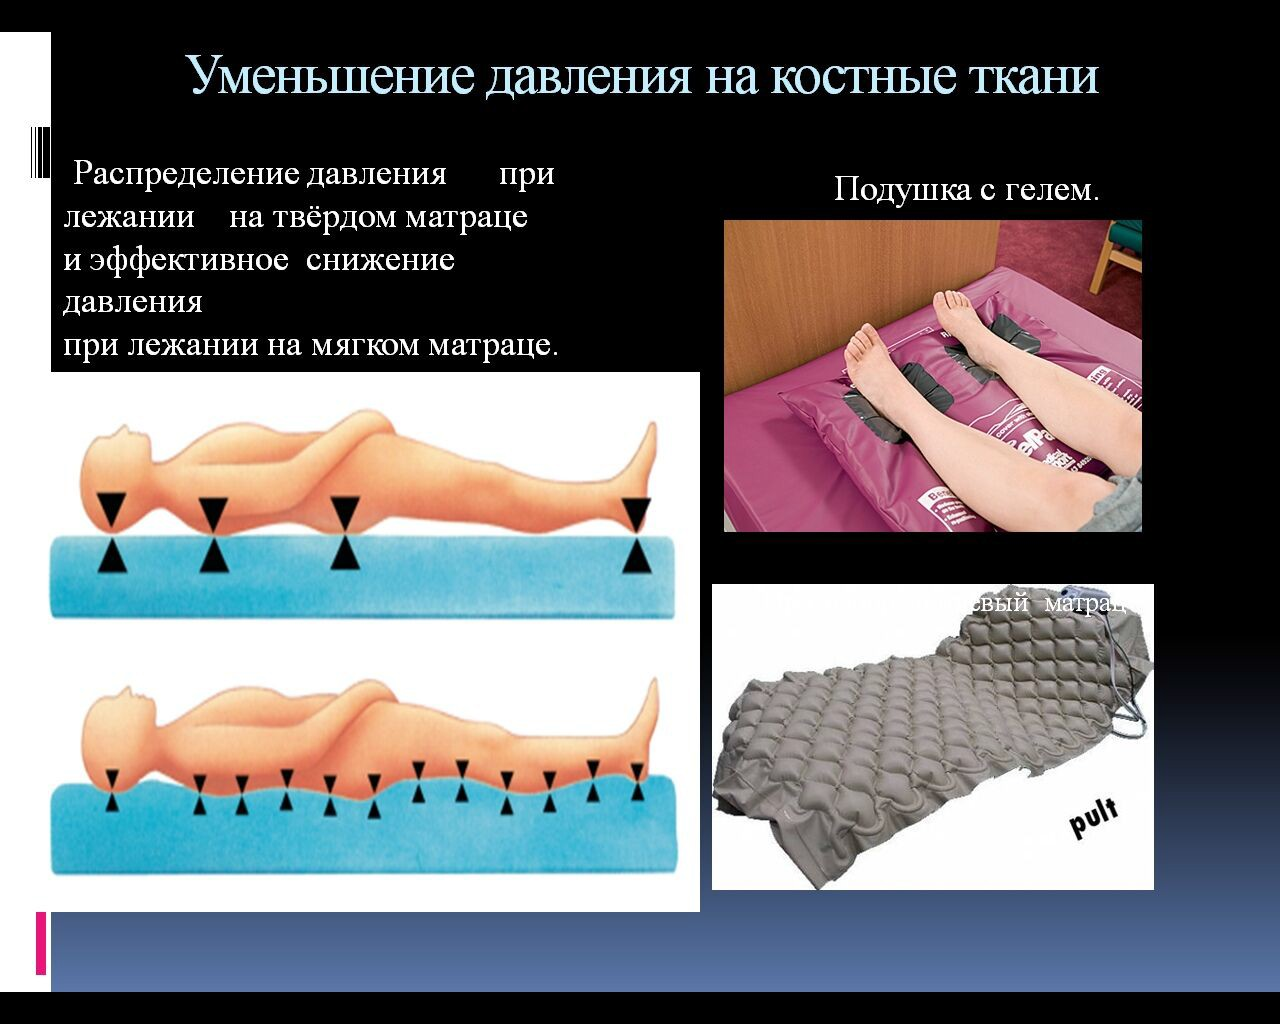 Уменьшение давления на костные ткани
Распределение давления при
лежании на твёрдом матраце
и эффективное снижение
давления
при лежании на мягком матраце.
Подушка с гелем.
матрац
pult